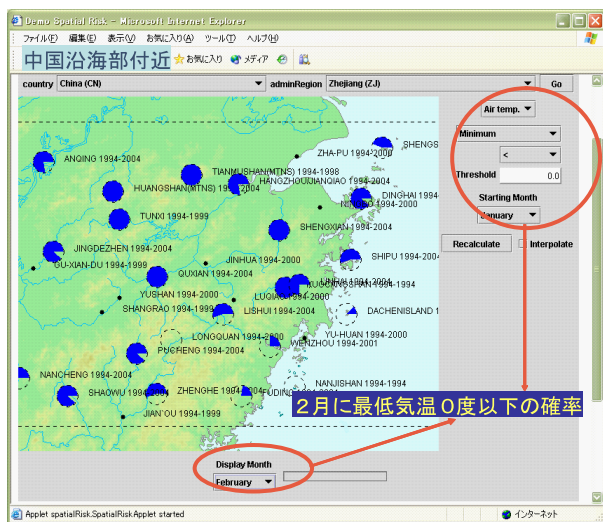 Demo Spatial Risk - Microsoft Internet Explorer
ファイル(F) 編集(E) 表示(V) お気に入り(A) ツール(T) ヘルプ(H)
中国沿海部付近 お気に入り メディア
country China (CN) adminRegion Zhejiang (ZJ) Go
Air temp.
Minimum
<
Threshold 0.0
Starting Month
January
Recalculate Interpolate
SHENGS
ZHA-PU 1994-2000
ANQING 1994-2004
TIANMUSHAN(MTNS) 1994-1998
HANGZHOU/JIANQIAO 1994-2004
HUANGSHAN(MTNS) 1994-2004
DINGHAI 1994-
NINGBO 1994-2000
TUNXI 1994-1999
SHENGXIAN 1994-2004
JINGDEZHEN 1994-2004
SHIPU 1994-2004
JINHUA 1994-2000
GU-XIAN-DU 1994-1999
QUXIAN 1994-2004
LINHAI 1994-2004
YUSHAN 1994-2000
LUQIAO 1994-2000
SHANGRAO 1994-1999
LISHUI 1994-2004
DACHENISLAND 1
LONGQUAN 1994-2000
YU-HUAN 1994-2000
WENZHOU 1994-2001
PUCHENG 1994-2004
NANCHENG 1994-2004
NANJISHAN 1994-1994
SHAOWU 1994-2004
ZHENGHE 1994-2004
FUDING
2月に最低気温0度以下の確率
JIAN`OU 1994-1999
Display Month
February
Applet spatialRisk.SpatialRiskApplet started インターネット